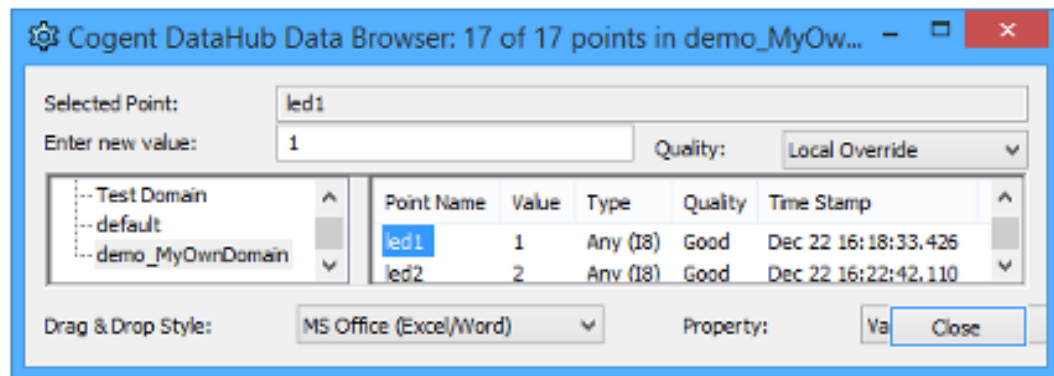 Cogent DataHub Data Browser: 17 of 17 points in demo_MyOw...
Selected Point: led1
Enter new value: 1 Quality: Local Override
Test Domain
default
demo_MyOwnDomain
Point Name Value Type Quality Time Stamp
led1 1 Any (I8) Good Dec 22 16:18:33.426
led2 2 Any (I8) Good Dec 22 16:22:42.110
Drag & Drop Style: MS Office (Excel/Word) Property: Va Close